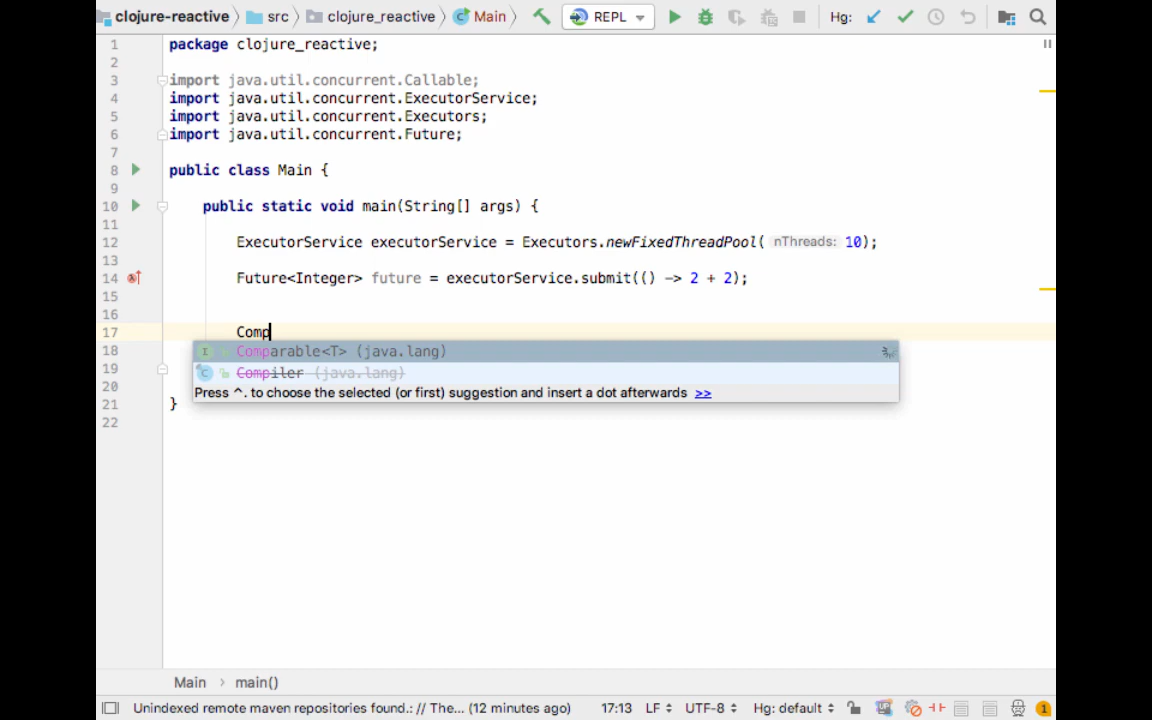 clojure-reactive src clojure_reactive Main REPL Hg:
1 package clojure_reactive;
2
3 import java.util.concurrent.Callable;
4 import java.util.concurrent.ExecutorService;
5 import java.util.concurrent.Executors;
6 import java.util.concurrent.Future;
7
8 public class Main {
9
10 public static void main(String[] args) {
11
12 ExecutorService executorService = Executors.newFixedThreadPool( nThreads: 10);
13
14 Future<Integer> future = executorService.submit(() -> 2 + 2);
15
16
17 Comp
18 Comparable<T> (java.lang)
19 Compiler (java.lang)
20 Press ^. to choose the selected (or first) suggestion and insert a dot afterwards >>
21 }
22
Main > main()
Unindexed remote maven repositories found.: // The... (12 minutes ago) 17:13 LF UTF-8 Hg: default 1